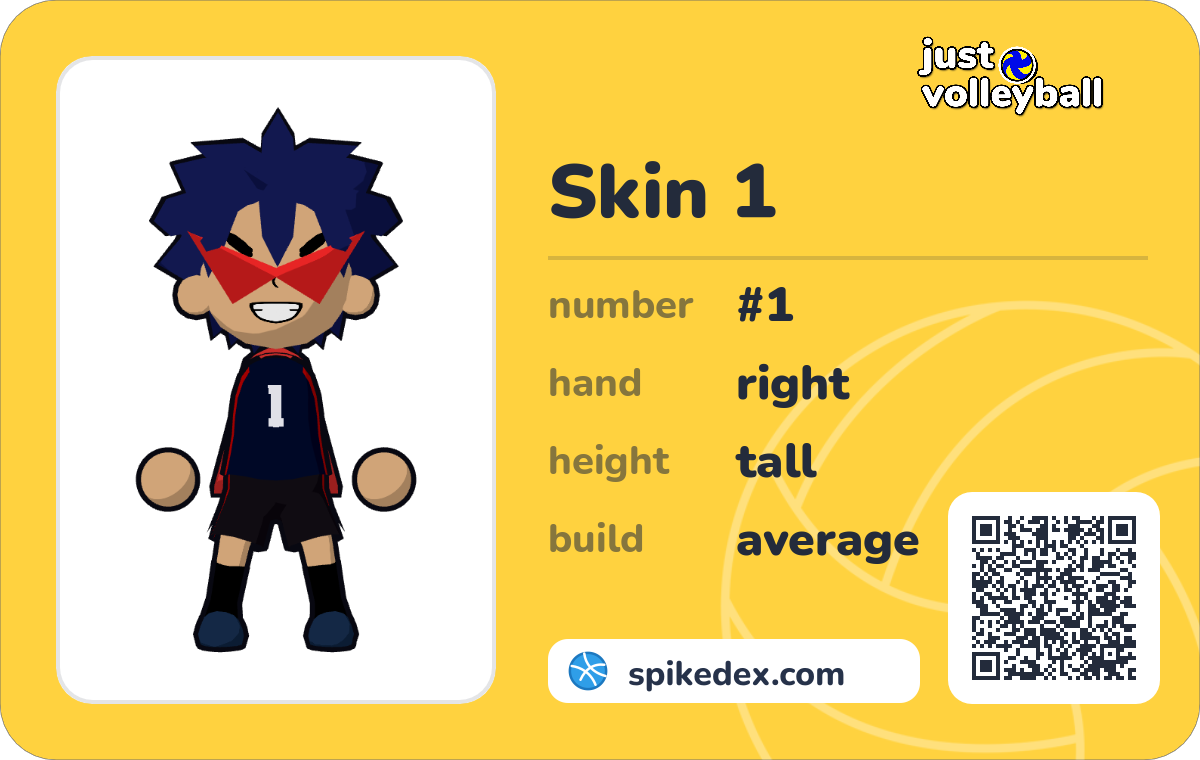 just
volleyball
Skin 1
number #1
hand right
height tall
build average
1
spikedex.com